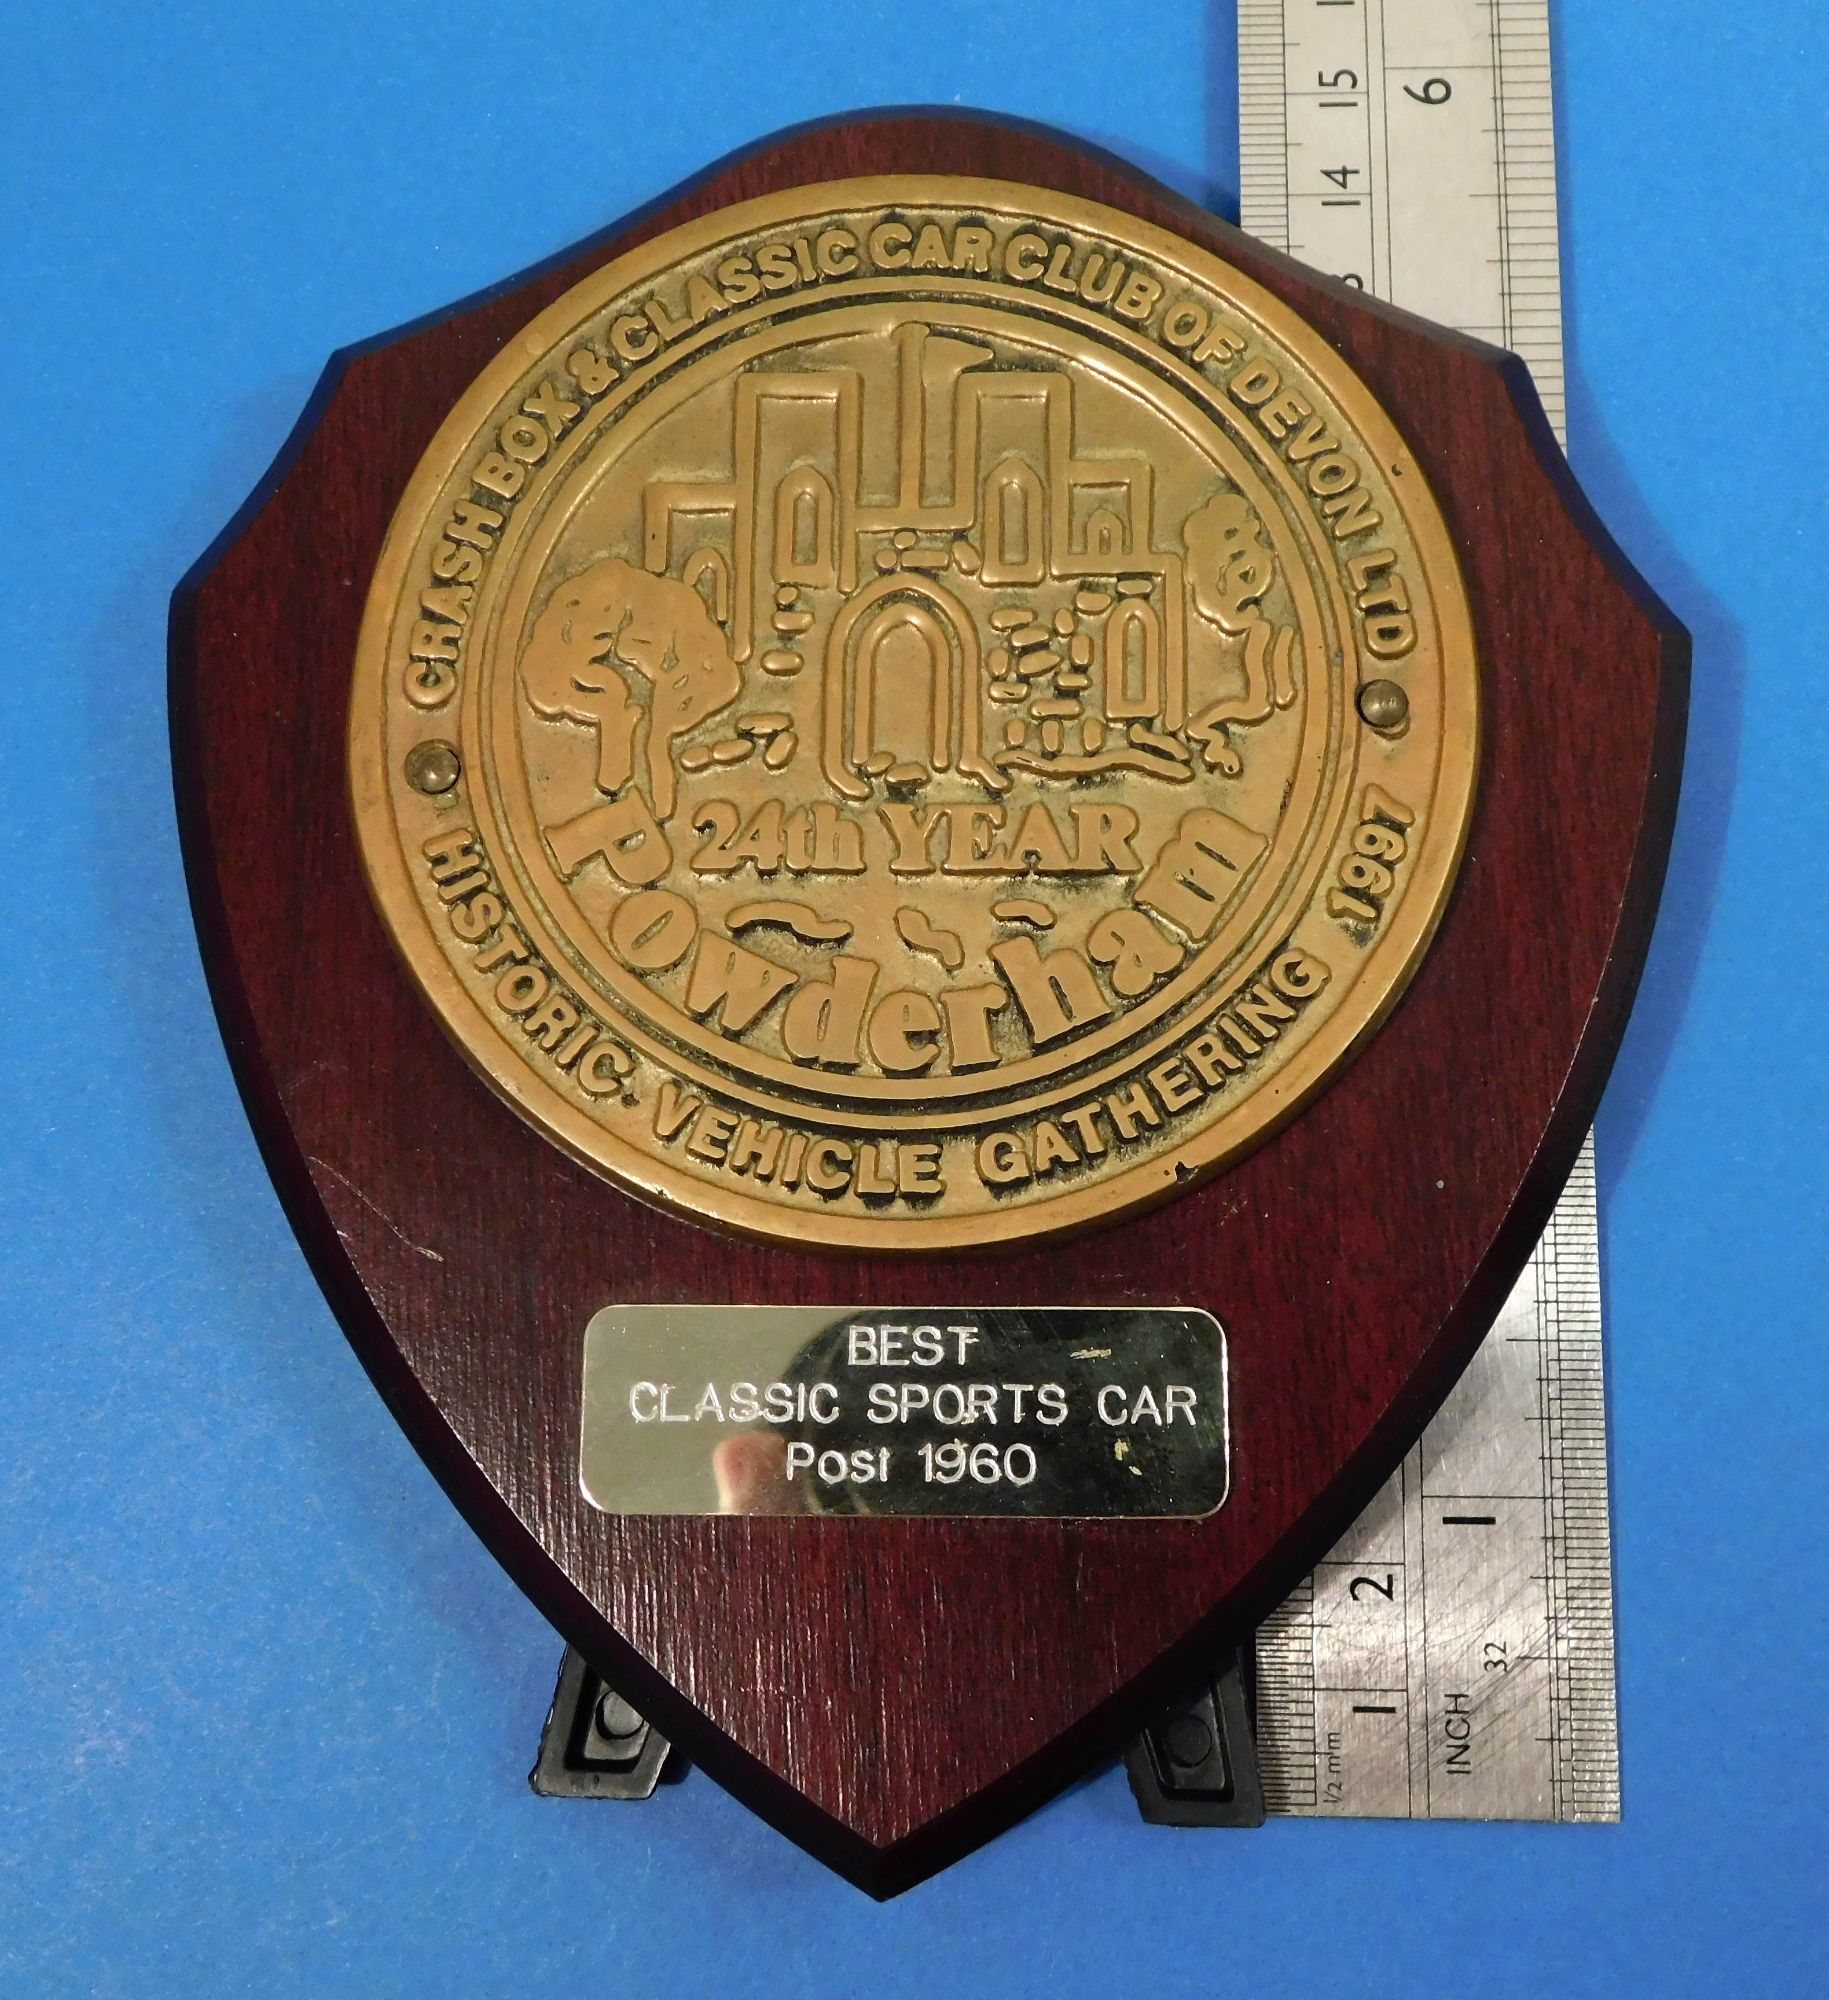 CRASH BOX & CLASSIC CAR CLUB OF DEVON LTD
24th YEAR
Powderham
HISTORIC VEHICLE GATHERING 1997
BEST
CLASSIC SPORTS CAR
Post 1960
15
14
6
2
1
1
32
INCH
1/2 mm